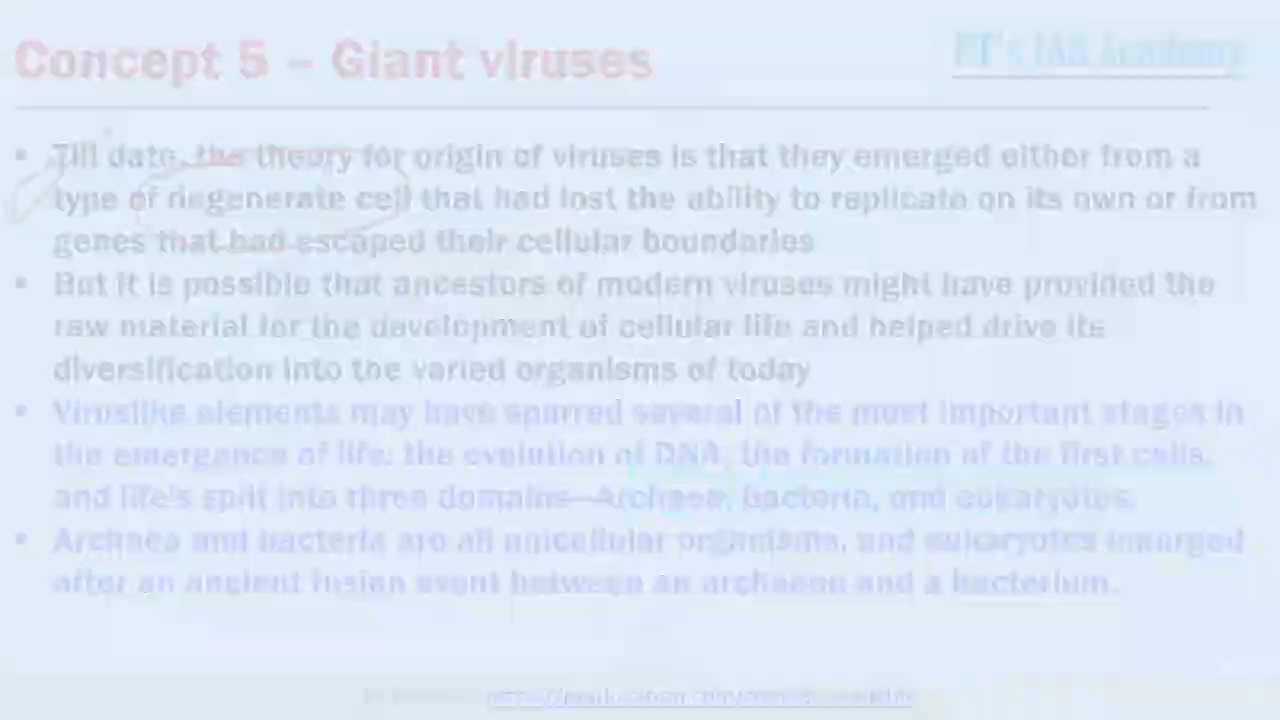 Concept 5 – Giant viruses
IAS Academy
• Till date, the theory for origin of viruses is that they emerged either from a
type of degenerate cell that had lost the ability to replicate on its own or from
genes that had escaped their cellular boundaries
• But it is possible that ancestors of modern viruses might have provided the
raw material for the development of cellular life and helped drive its
diversification into the varied organisms of today
• Viruslike elements may have spurred several of the most important stages in
the emergence of life: the evolution of DNA, the formation of the first cells,
and life's split into three domains—Archaea, bacteria, and eukaryotes.
• Archaea and bacteria are all unicellular organisms, and eukaryotes emerged
after an ancient fusion event between an archaeon and a bacterium.